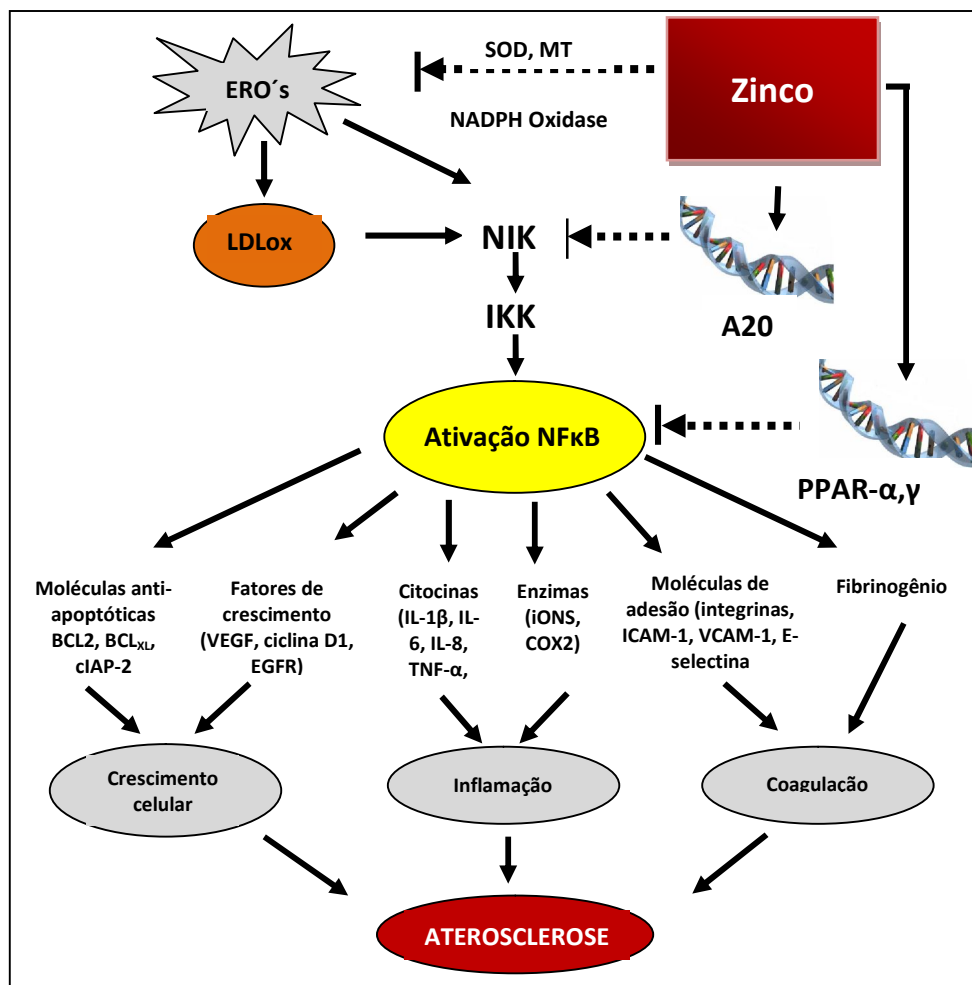 SOD, MT
ERO´s
Zinco
NADPH Oxidase
LDLox
NIK
A20
IKK
Ativação NFκB
PPAR-α,γ
Moléculas anti-
apoptóticas
BCL2, BCLXL,
cIAP-2
Fatores de
crescimento
(VEGF, ciclina D1,
EGFR)
Citocinas
(IL-1β, IL-
6, IL-8,
TNF-α,
Enzimas
(iONS,
COX2)
Moléculas de
adesão (integrinas,
ICAM-1, VCAM-1, E-
selectina
Fibrinogênio
Crescimento
celular
Inflamação
Coagulação
ATEROSCLEROSE